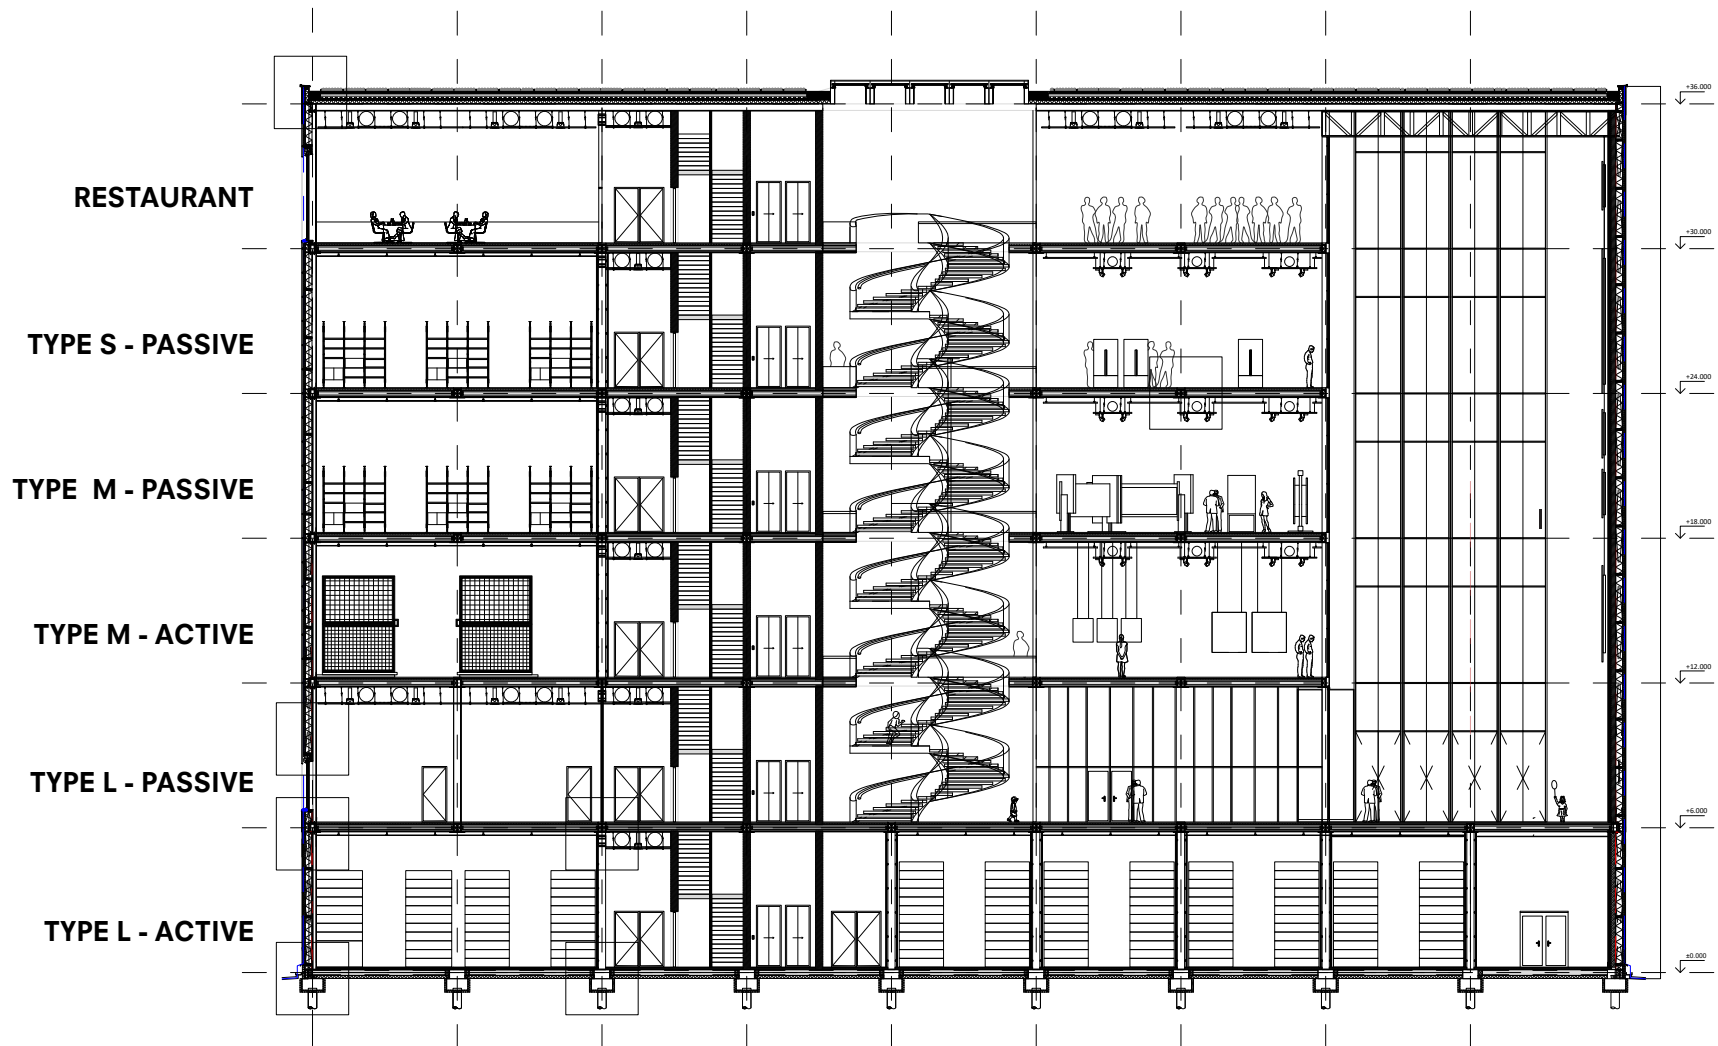 +36.000
RESTAURANT
+30.000
TYPE S - PASSIVE
+24.000
TYPE M - PASSIVE
+18.000
TYPE M - ACTIVE
+12.000
TYPE L - PASSIVE
+6.000
TYPE L - ACTIVE
±0.000